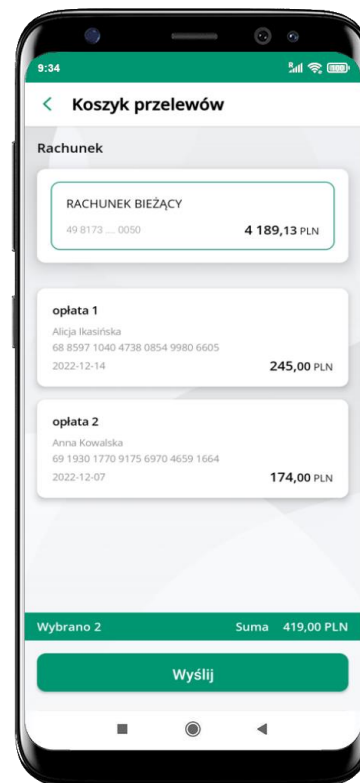 9:34
Koszyk przelewów
Rachunek
RACHUNEK BIEŻĄCY
49 8173 ... 0050 4 189,13 PLN
opłata 1
Alicja Ikasińska
68 8597 1040 4738 0854 9980 6605
2022-12-14 245,00 PLN
opłata 2
Anna Kowalska
69 1930 1770 9175 6970 4659 1664
2022-12-07 174,00 PLN
Wybrano 2 Suma 419,00 PLN
Wyślij